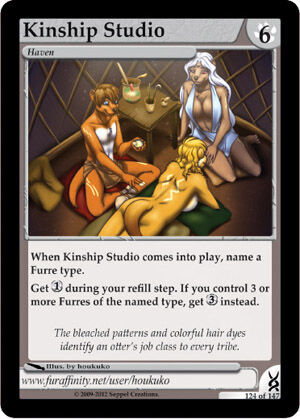 Kinship Studio 6
Haven
When Kinship Studio comes into play, name a
Furre type.
Get 1 during your refill step. If you control 3 or
more Furres of the named type, get 3 instead.
The bleached patterns and colorful hair dyes
identify an otter's job class to every tribe.
Illus. by houkuko
www.furaffinity.net/user/houkuko
124 of 147
© 2009-2012 Seppel Creations.